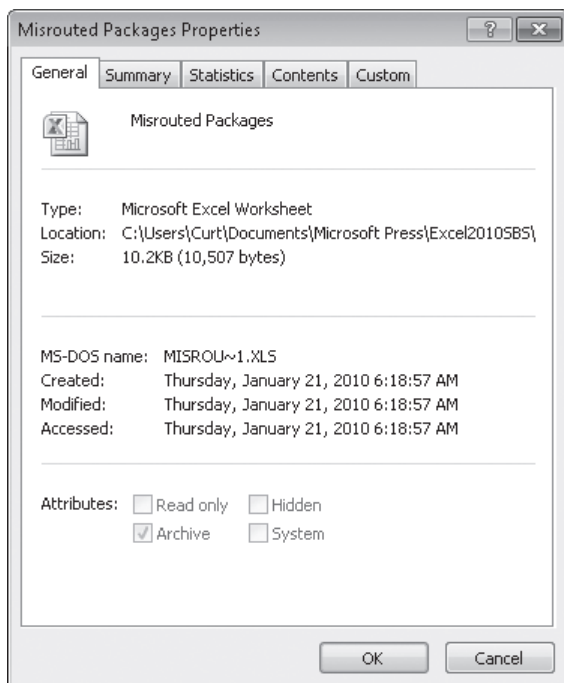 Misrouted Packages Properties
General Summary Statistics Contents Custom
Misrouted Packages
Type: Microsoft Excel Worksheet
Location: C:\Users\Curt\Documents\Microsoft Press\Excel2010SBS\
Size: 10.2KB (10,507 bytes)
MS-DOS name: MISROU~1.XLS
Created: Thursday, January 21, 2010 6:18:57 AM
Modified: Thursday, January 21, 2010 6:18:57 AM
Accessed: Thursday, January 21, 2010 6:18:57 AM
Attributes: Read only Hidden
Archive System
OK Cancel